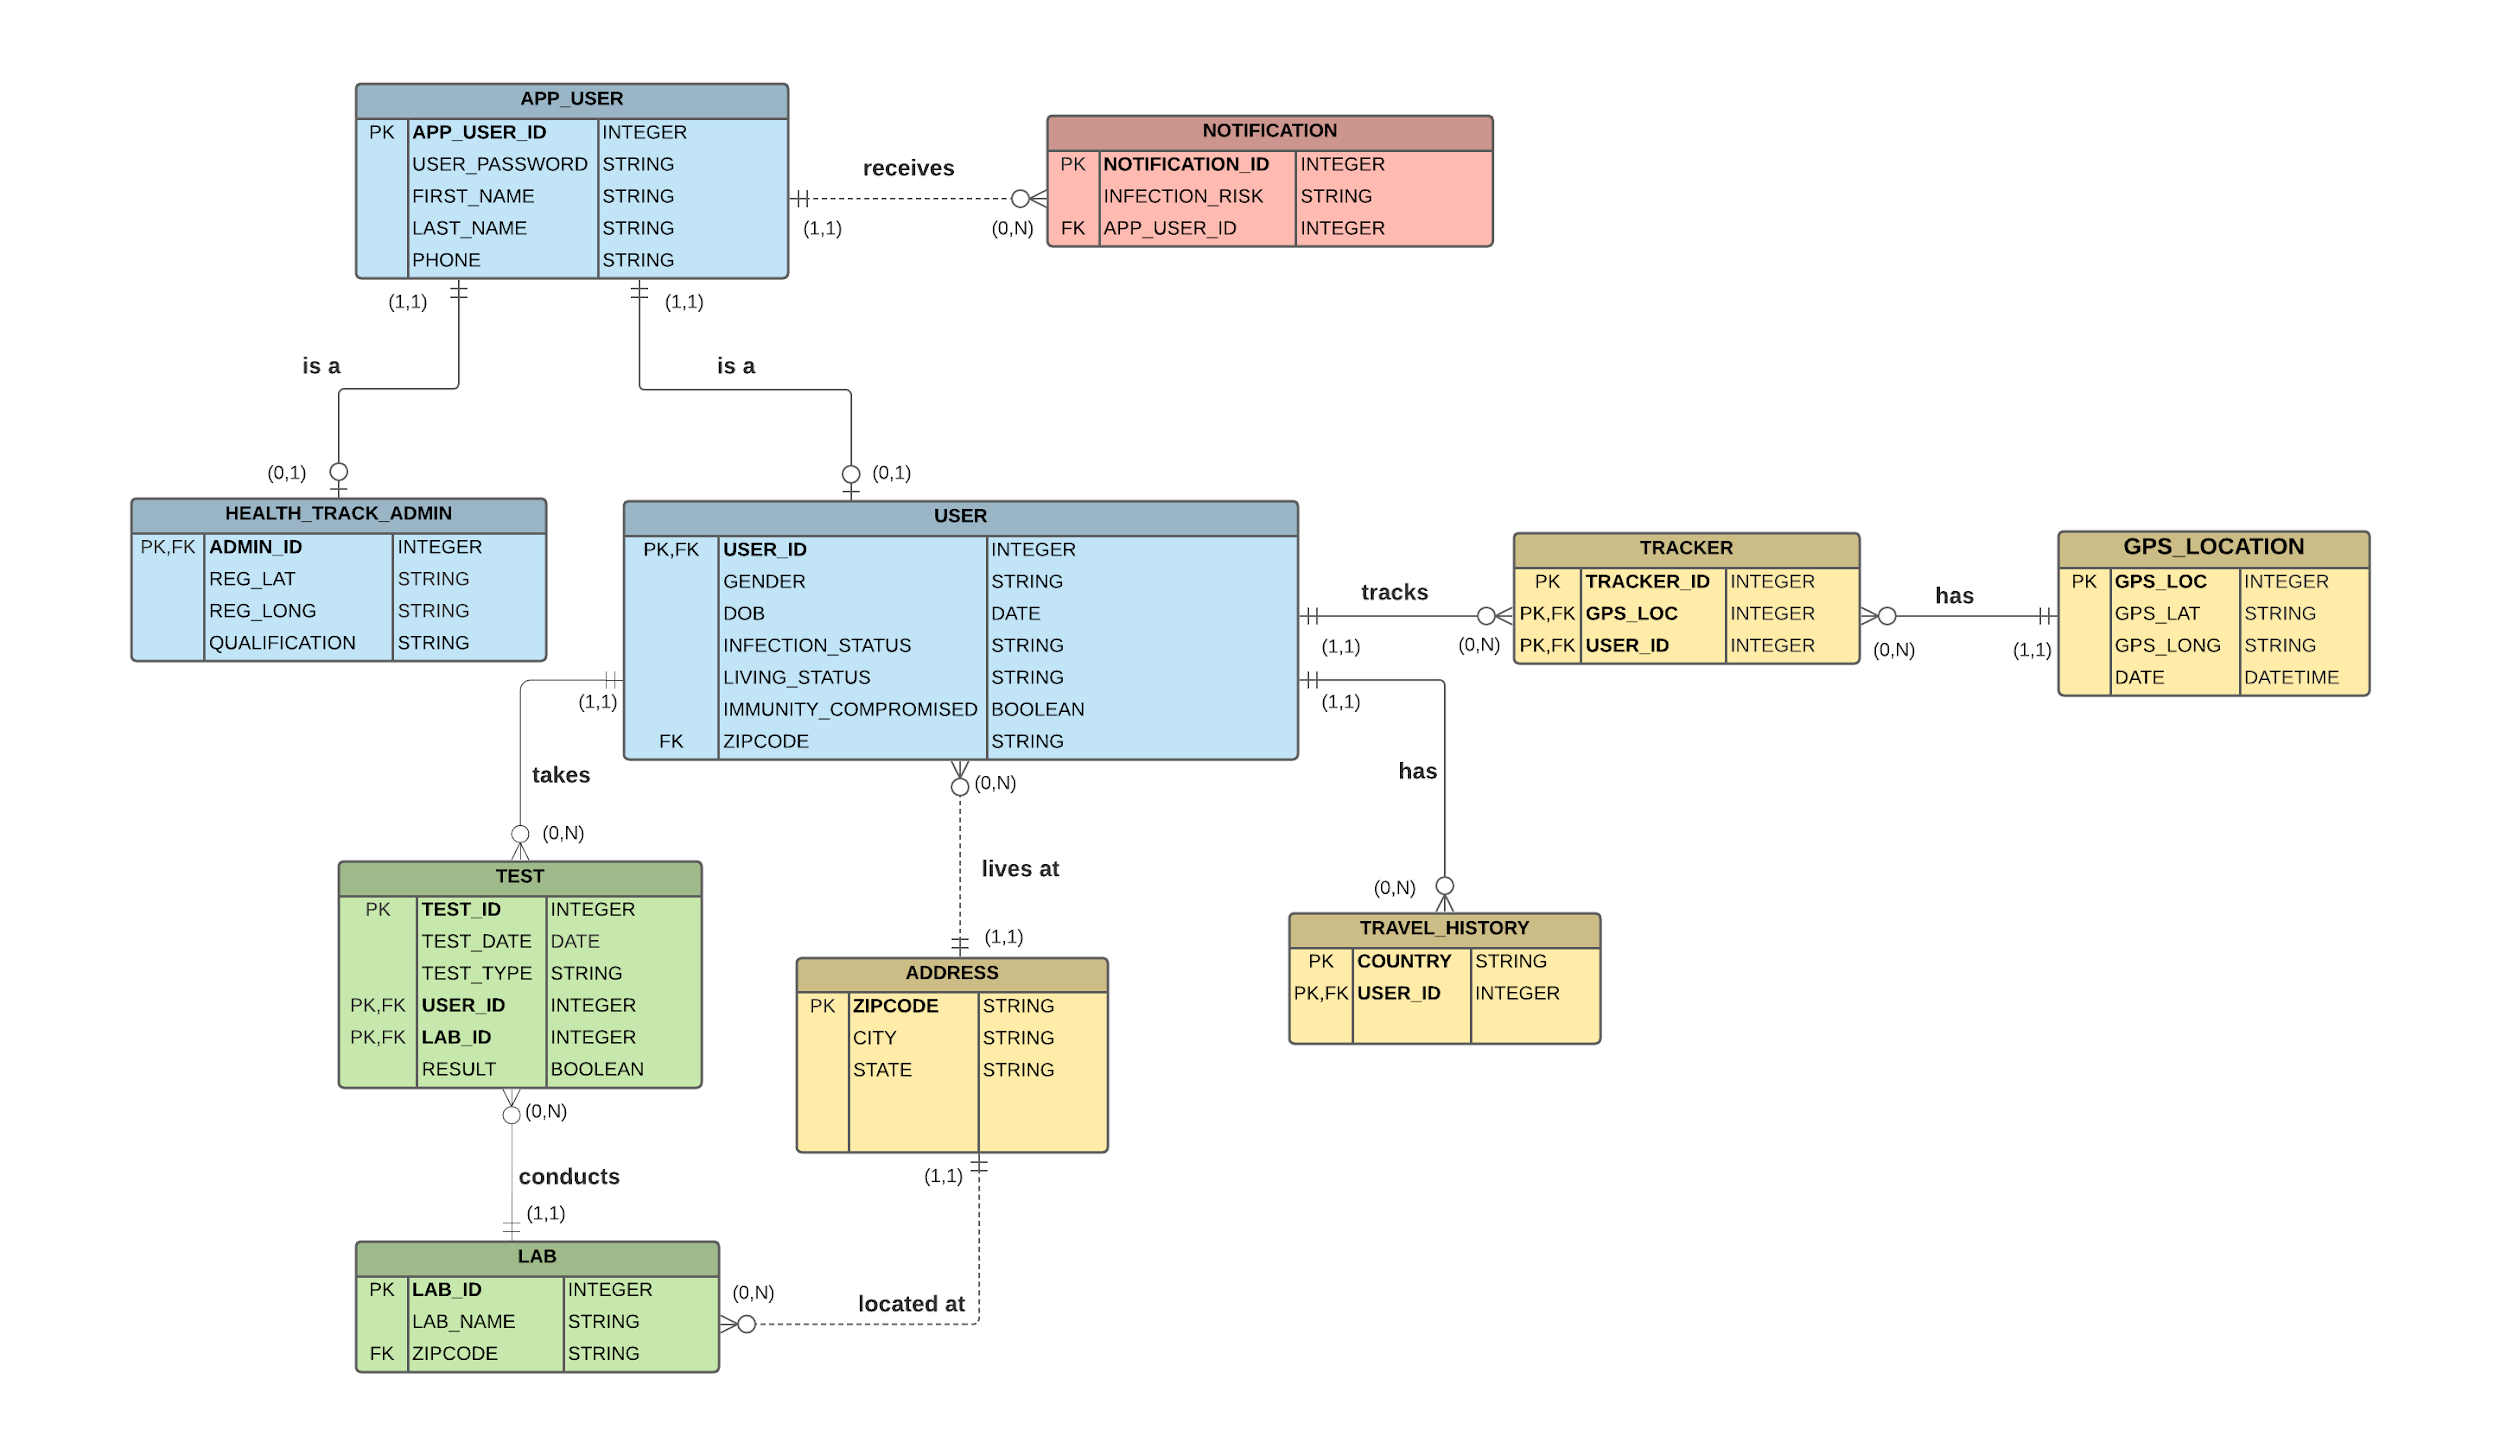 APP_USER
PK APP_USER_ID INTEGER
USER_PASSWORD STRING
FIRST_NAME STRING
LAST_NAME STRING
PHONE STRING
receives
(1,1)
(0,N)
NOTIFICATION
PK NOTIFICATION_ID INTEGER
INFECTION_RISK STRING
FK APP_USER_ID INTEGER
(1,1)
(1,1)
is a
is a
(0,1)
(0,1)
HEALTH_TRACK_ADMIN
PK,FK ADMIN_ID INTEGER
REG_LAT STRING
REG_LONG STRING
QUALIFICATION STRING
USER
PK,FK USER_ID INTEGER
GENDER STRING
DOB DATE
INFECTION_STATUS STRING
LIVING_STATUS STRING
IMMUNITY_COMPROMISED BOOLEAN
FK ZIPCODE STRING
tracks
(1,1)
(0,N)
TRACKER
PK TRACKER_ID INTEGER
PK,FK GPS_LOC INTEGER
PK,FK USER_ID INTEGER
has
(0,N)
(1,1)
GPS_LOCATION
PK GPS_LOC INTEGER
GPS_LAT STRING
GPS_LONG STRING
DATE DATETIME
(1,1)
(1,1)
takes
(0,N)
(0,N)
has
lives at
(0,N)
(1,1)
TEST
PK TEST_ID INTEGER
TEST_DATE DATE
TEST_TYPE STRING
PK,FK USER_ID INTEGER
PK,FK LAB_ID INTEGER
RESULT BOOLEAN
ADDRESS
PK ZIPCODE STRING
CITY STRING
STATE STRING
TRAVEL_HISTORY
PK COUNTRY STRING
PK,FK USER_ID INTEGER
(0,N)
conducts
(1,1)
(1,1)
LAB
PK LAB_ID INTEGER
LAB_NAME STRING
FK ZIPCODE STRING
(0,N)
located at